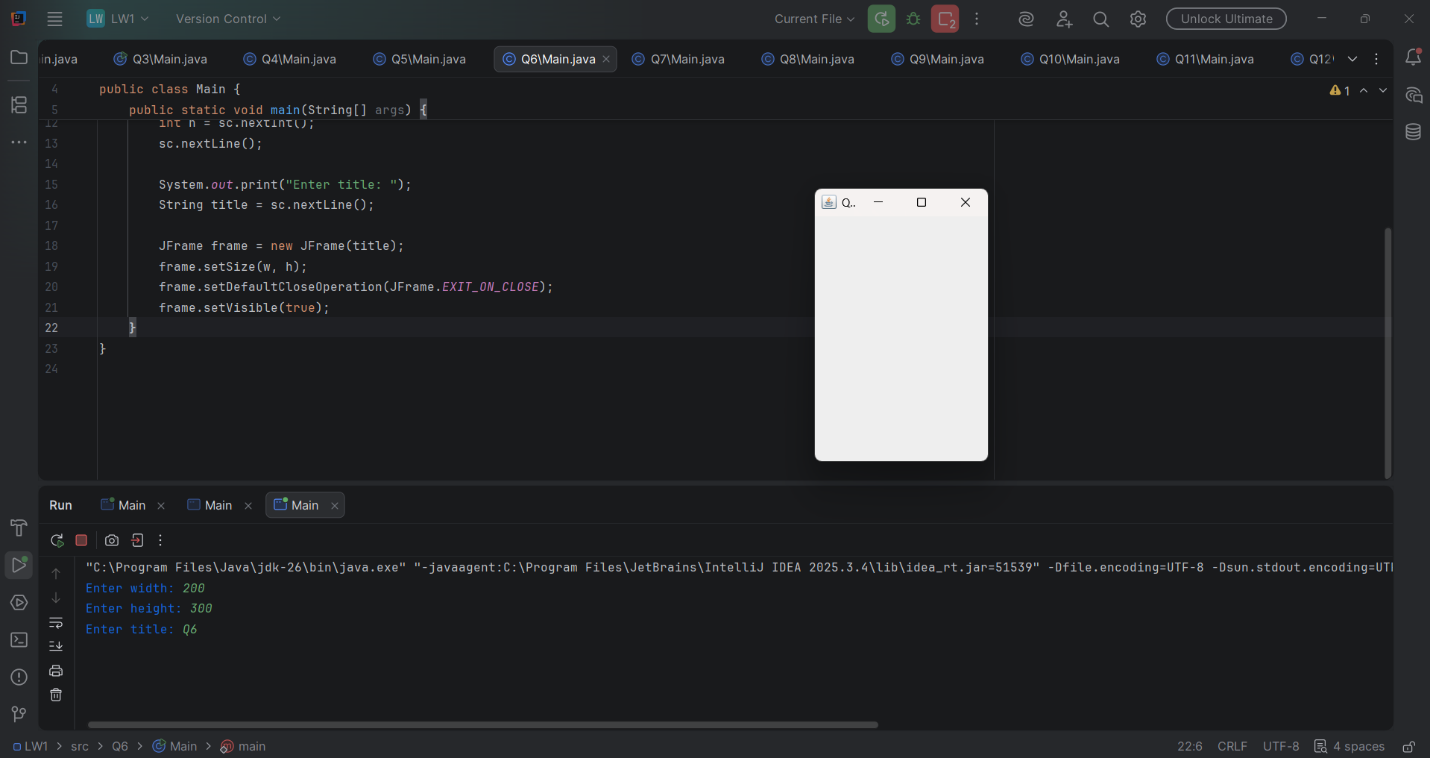 LW LW1 Version Control Current File 2 Unlock Ultimate
in.java Q3\Main.java Q4\Main.java Q5\Main.java Q6\Main.java Q7\Main.java Q8\Main.java Q9\Main.java Q10\Main.java Q11\Main.java Q12\
4 public class Main {
5 public static void main(String[] args) {
1
12 int h = sc.nextInt();
13 sc.nextLine();
14
15 System.out.print("Enter title: ");
16 String title = sc.nextLine();
17
18 JFrame frame = new JFrame(title);
19 frame.setSize(w, h);
20 frame.setDefaultCloseOperation(JFrame.EXIT_ON_CLOSE);
21 frame.setVisible(true);
22 }
23 }
24
Q..
Run Main Main Main
"C:\Program Files\Java\jdk-26\bin\java.exe" "-javaagent:C:\Program Files\JetBrains\IntelliJ IDEA 2025.3.4\lib\idea_rt.jar=51539" -Dfile.encoding=UTF-8 -Dsun.stdout.encoding=UTF
Enter width: 200
Enter height: 300
Enter title: Q6
LW1 > src > Q6 > Main > main 22:6 CRLF UTF-8 4 spaces